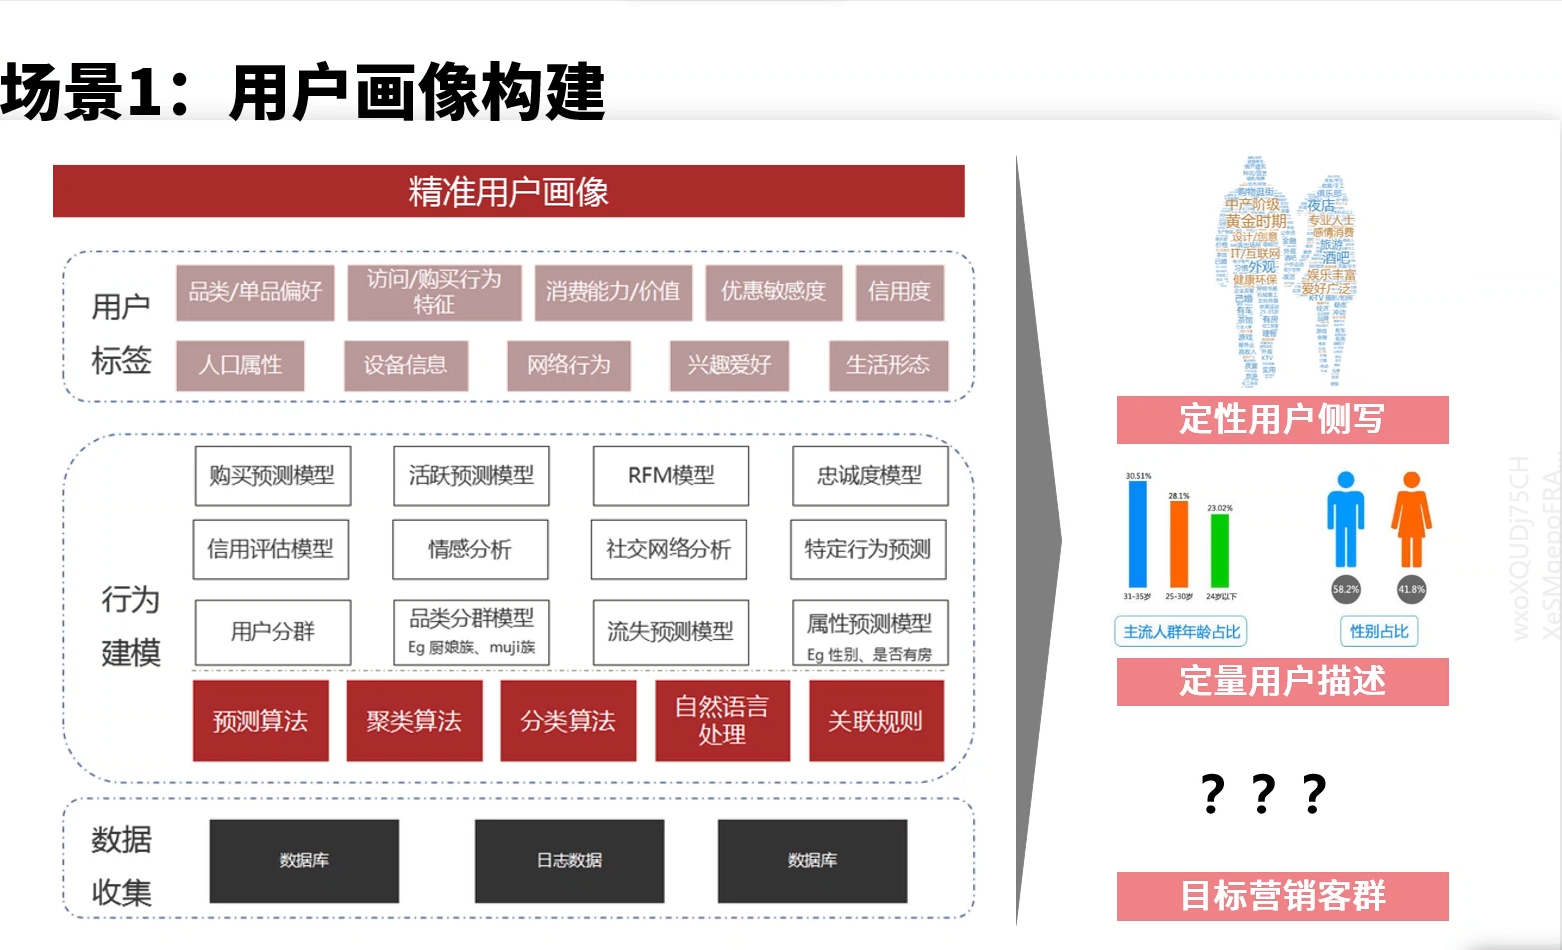 场景1：用户画像构建
精准用户画像
用户
标签
品类/单品偏好
访问/购买行为
特征
消费能力/价值
优惠敏感度
信用度
人口属性
设备信息
网络行为
兴趣爱好
生活形态
行为
建模
购买预测模型
活跃预测模型
RFM模型
忠诚度模型
信用评估模型
情感分析
社交网络分析
特定行为预测
用户分群
品类分群模型
Eg 厨娘族、muji族
流失预测模型
属性预测模型
Eg 性别、是否有房
预测算法
聚类算法
分类算法
自然语言
处理
关联规则
数据
收集
数据库
日志数据
数据库
购物逛街
中产阶级
黄金时期
设计/创意
IT/互联网
外观
健康环保
俱乐部
夜店
专业人士
感情消费
旅游
酒吧
娱乐丰富
爱好广泛
KTV
定性用户侧写
30.51%
28.1%
23.02%
31-35岁
25-30岁
24岁以下
主流人群年龄占比
58.2%
41.8%
性别占比
定量用户描述
？？？
目标营销客群
wxoXQUDj75CH
XeSMqepoFRA...